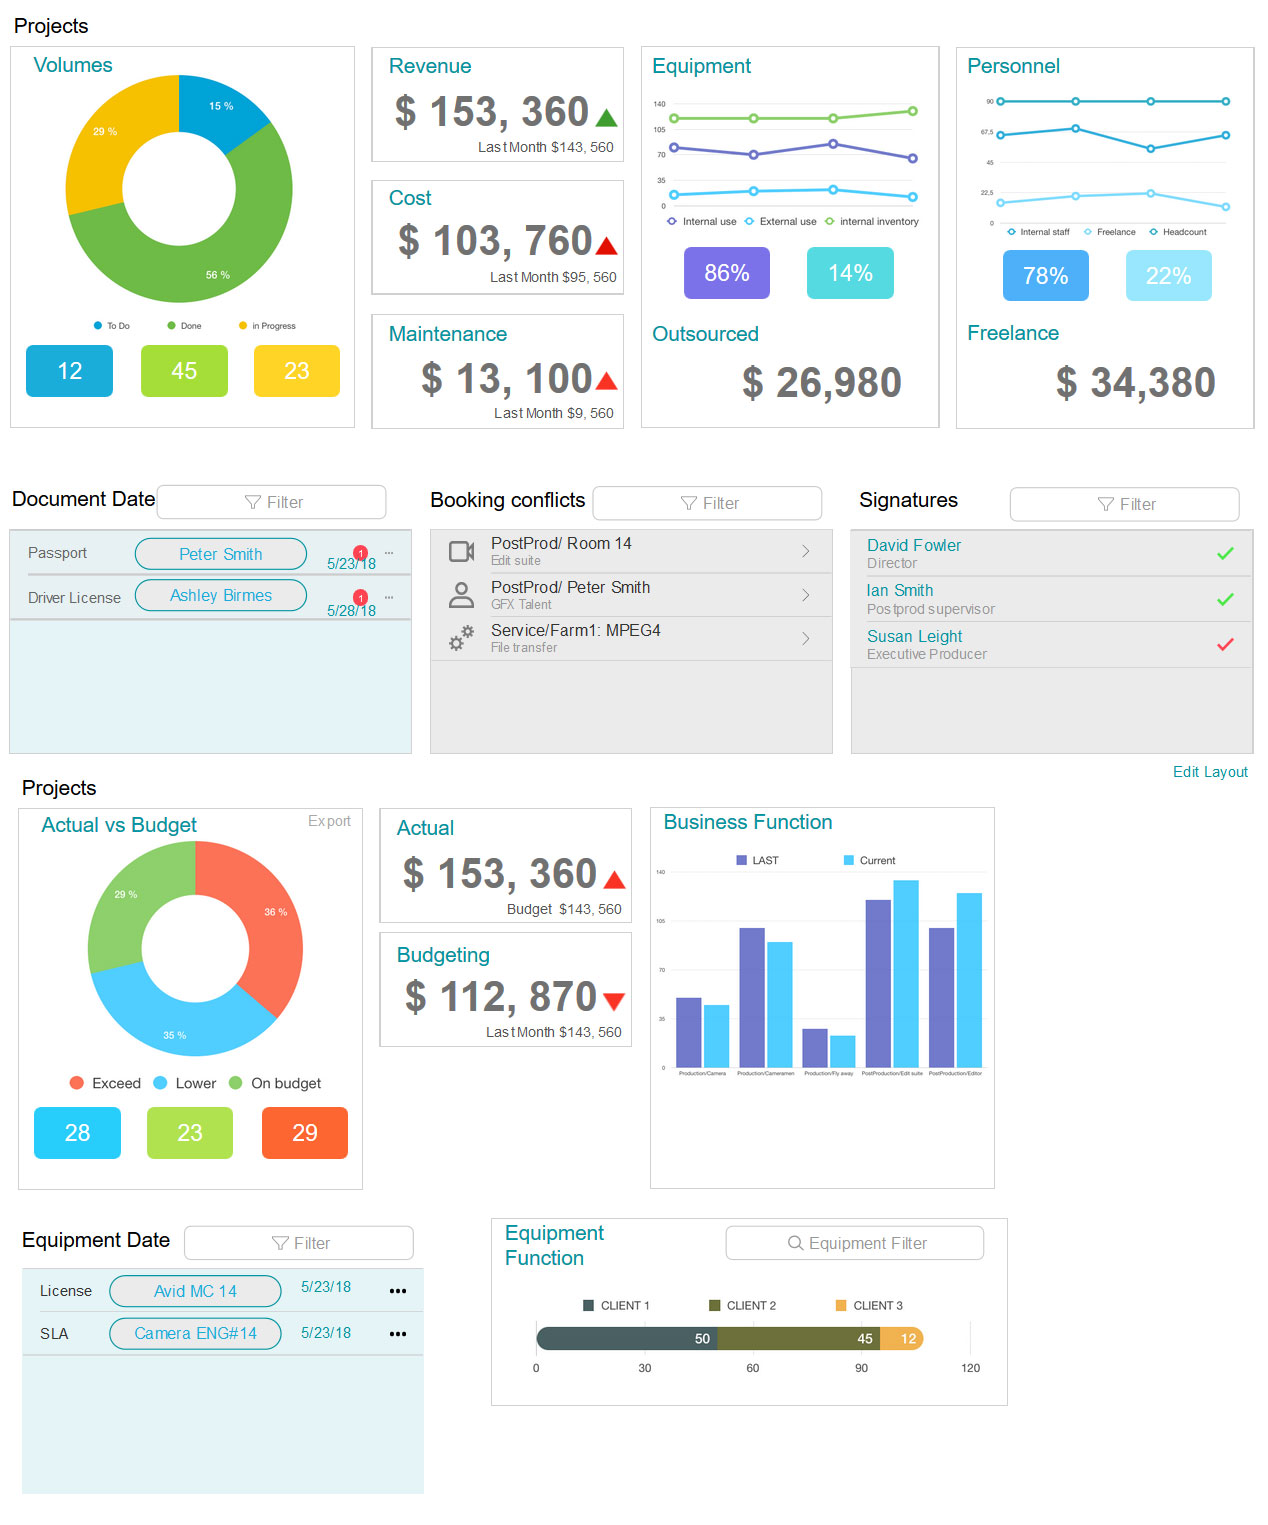 Projects
Volumes
15 %
29 %
56 %
To Do
Done
in Progress
12
45
23
Revenue
$ 153, 360
Last Month $143, 560
Cost
$ 103, 760
Last Month $95, 560
Maintenance
$ 13, 100
Last Month $9, 560
Equipment
140
105
70
35
0
Internal use
External use
internal inventory
86%
14%
Outsourced
$ 26,980
Personnel
90
67,5
45
22,5
0
Internal staff
Freelance
Headcount
78%
22%
Freelance
$ 34,380
Document Date
Filter
Passport
Peter Smith
1
5/23/18
...
Driver License
Ashley Birmes
1
5/28/18
...
Booking conflicts
Filter
PostProd/ Room 14
Edit suite
PostProd/ Peter Smith
GFX Talent
Service/Farm1: MPEG4
File transfer
Signatures
Filter
David Fowler
Director
Ian Smith
Postprod supervisor
Susan Leight
Executive Producer
Edit Layout
Projects
Actual vs Budget
Export
29 %
36 %
35 %
Exceed
Lower
On budget
28
23
29
Actual
$ 153, 360
Budget $143, 560
Budgeting
$ 112, 870
Last Month $143, 560
Business Function
LAST
Current
140
105
70
35
0
Production/Camera
Production/Cameramen
Production/Fly away
PostProduction/Edit suite
PostProduction/Editor
Equipment Date
Filter
License
Avid MC 14
5/23/18
...
SLA
Camera ENG#14
5/23/18
...
Equipment
Function
Equipment Filter
CLIENT 1
CLIENT 2
CLIENT 3
50
45
12
0
30
60
90
120